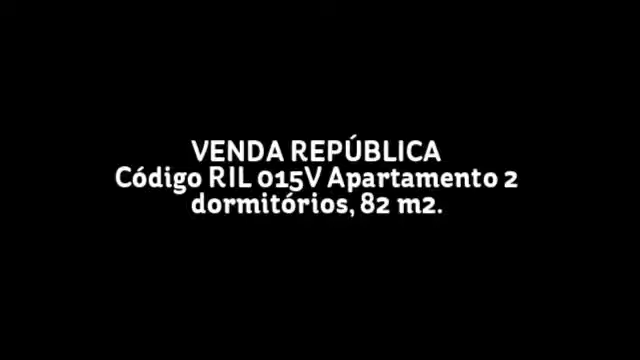 VENDA REPÚBLICA
Código RIL 015V Apartamento 2
dormitórios, 82 m2.